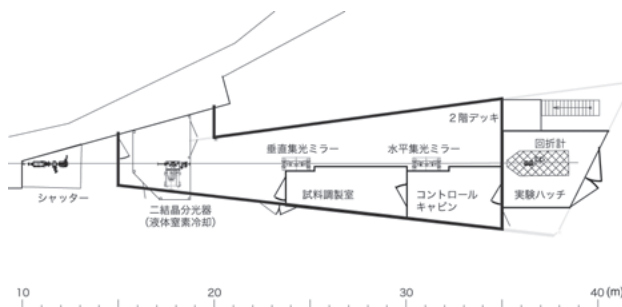 2階デッキ
垂直集光ミラー
水平集光ミラー
回折計
シャッター
二結晶分光器
(液体窒素冷却)
試料調製室
コントロール
キャビン
実験ハッチ
10 20 30 40 (m)